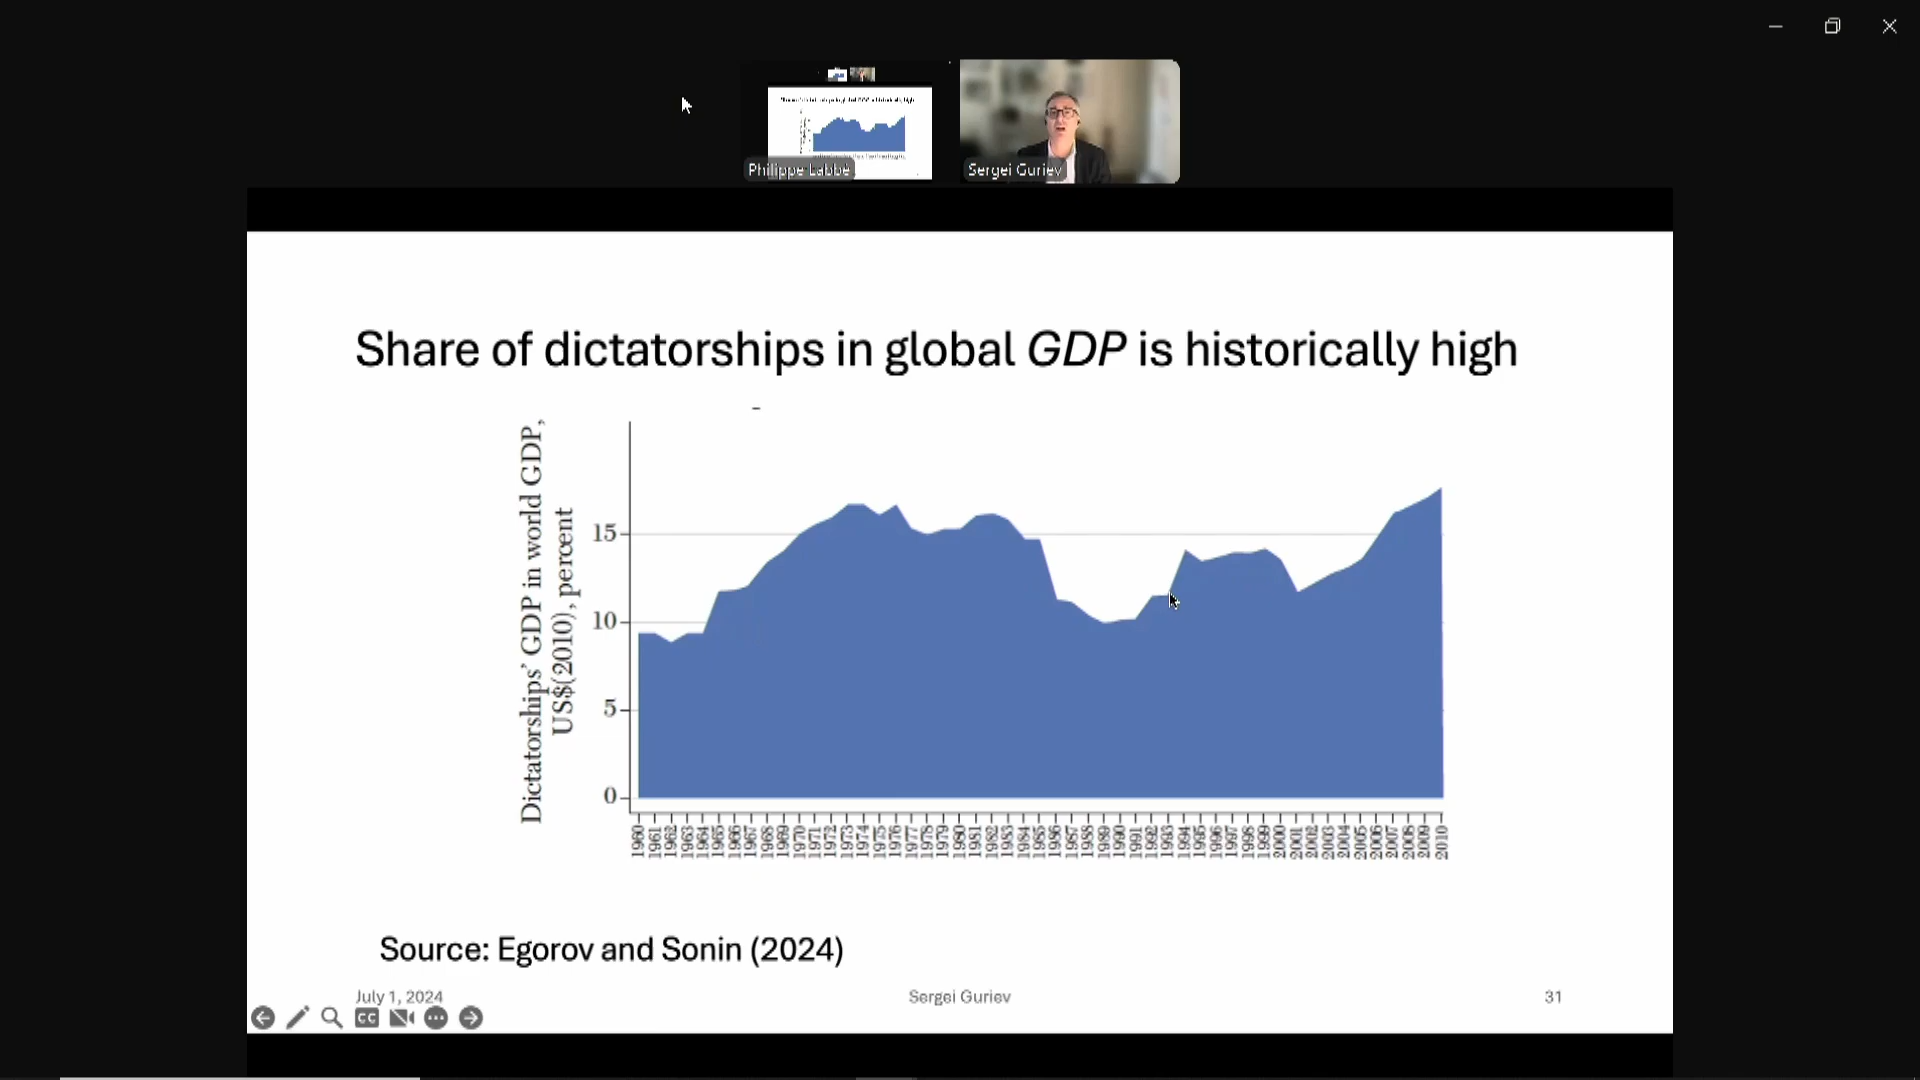 Philippe Labbé
Sergei Guriev
Share of dictatorships in global GDP is historically high
Dictatorships' GDP in world GDP,
US$(2010), percent
15
10
5
0
1960 1961 1962 1963 1964 1965 1966 1967 1968 1969 1970 1971 1972 1973 1974 1975 1976 1977 1978 1979 1980 1981 1982 1983 1984 1985 1986 1987 1988 1989 1990 1991 1992 1993 1994 1995 1996 1997 1998 1999 2000 2001 2002 2003 2004 2005 2006 2007 2008 2009 2010
Source: Egorov and Sonin (2024)
July 1, 2024
Sergei Guriev
31
CC